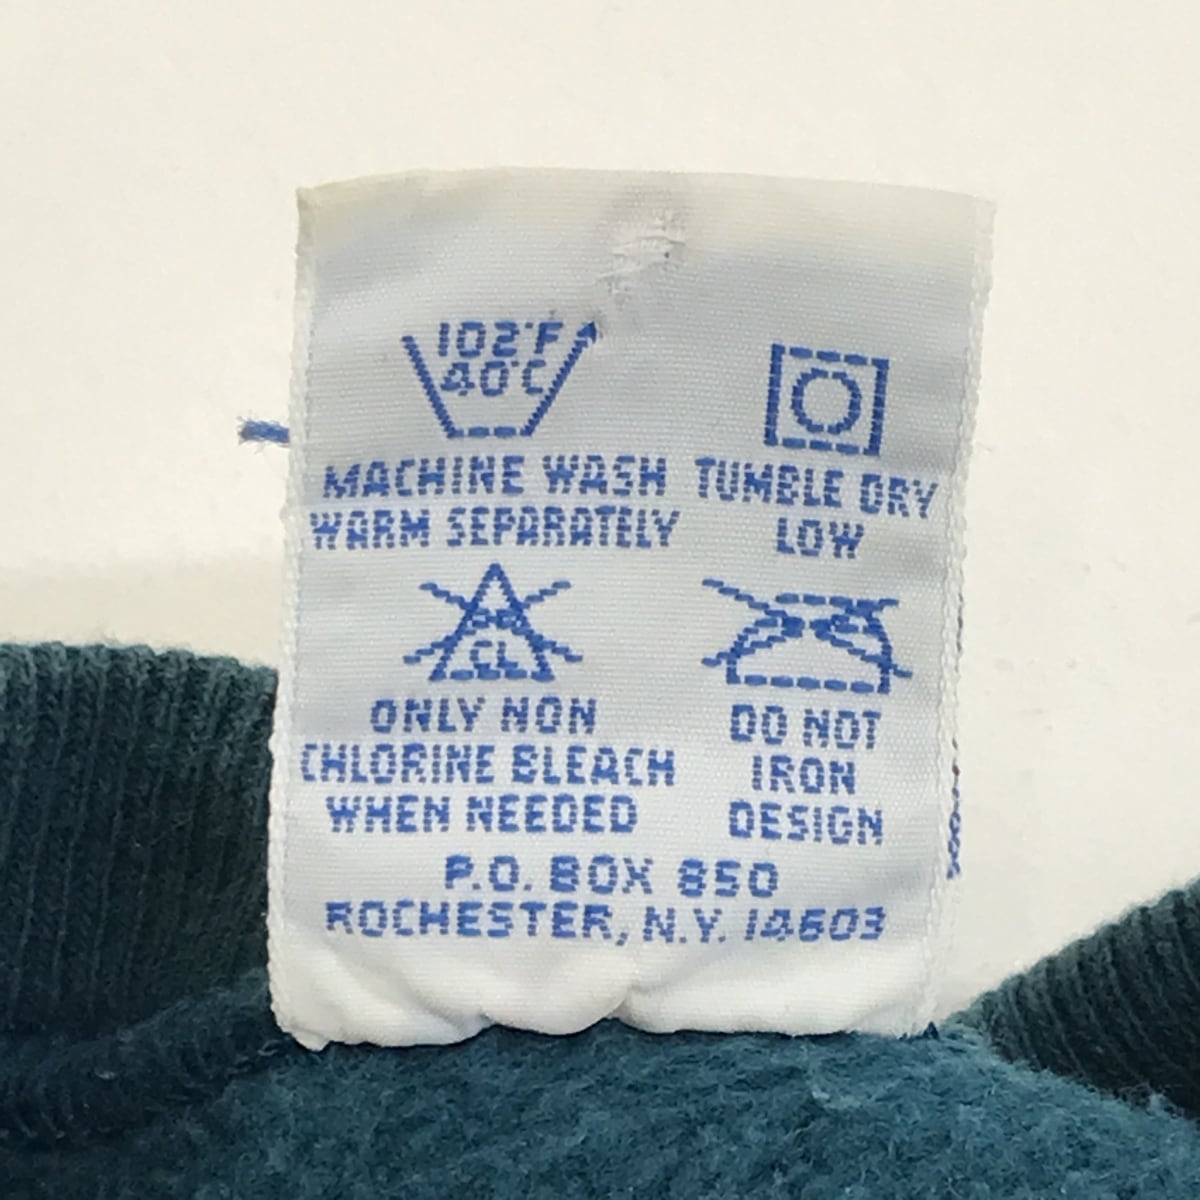 102°F
40°C
MACHINE WASH
WARM SEPARATELY
TUMBLE DRY
LOW
CL
ONLY NON
CHLORINE BLEACH
WHEN NEEDED
DO NOT
IRON
DESIGN
P.O. BOX 850
ROCHESTER, N.Y. 14603